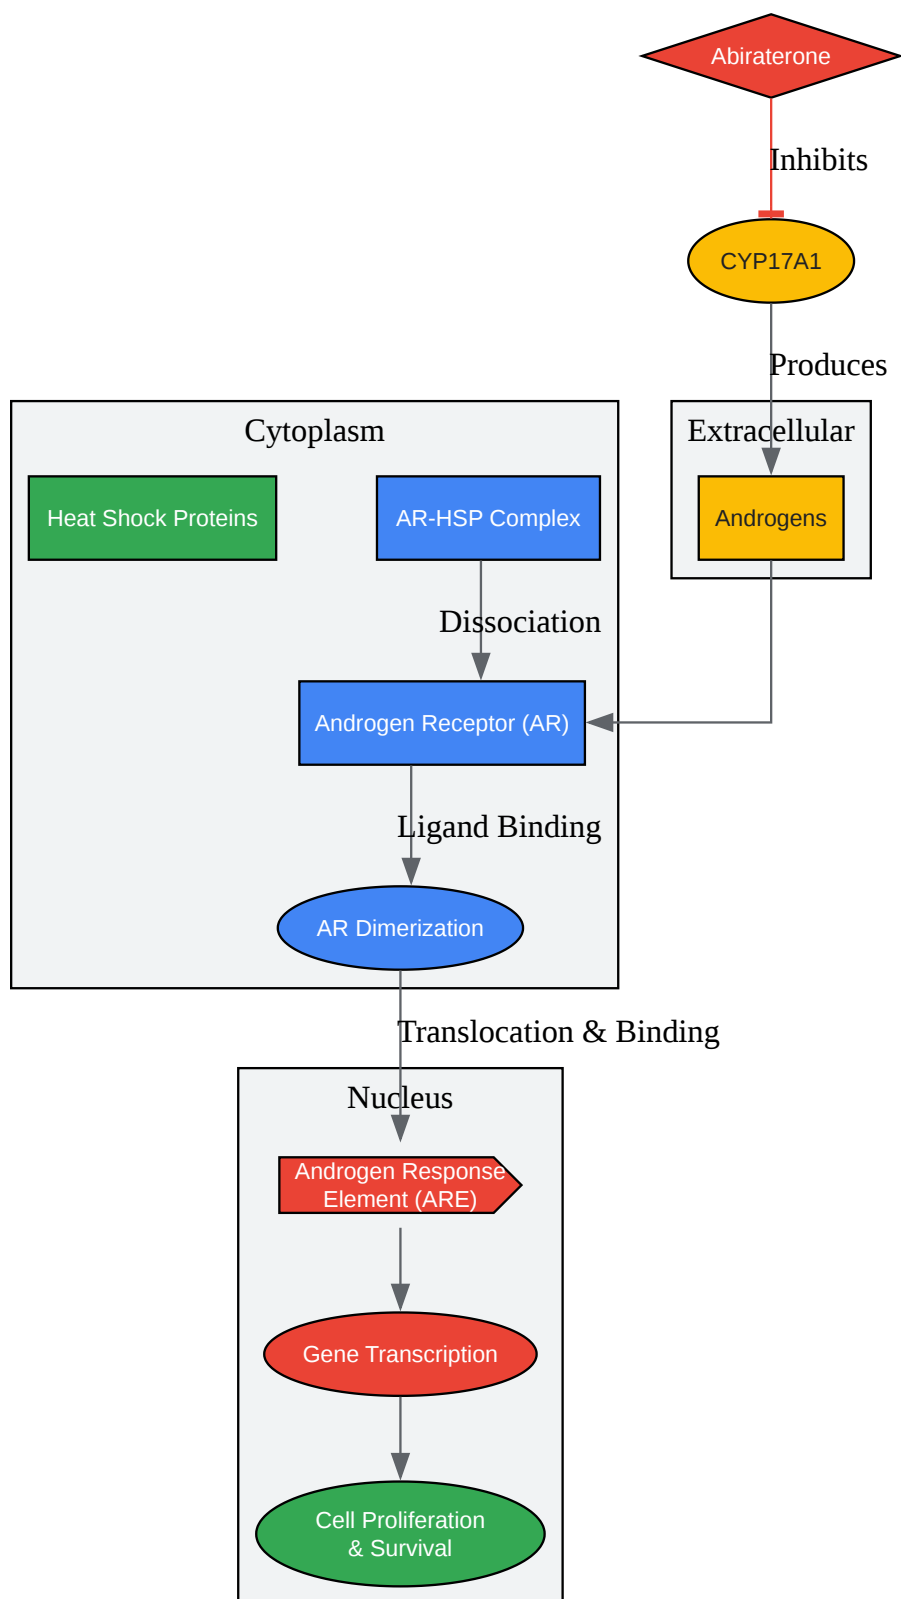 Abiraterone
Inhibits
CYP17A1
Produces
Cytoplasm
Extracellular
Heat Shock Proteins
AR-HSP Complex
Androgens
Dissociation
Androgen Receptor (AR)
Ligand Binding
AR Dimerization
Translocation & Binding
Nucleus
Androgen Response
Element (ARE)
Gene Transcription
Cell Proliferation
& Survival